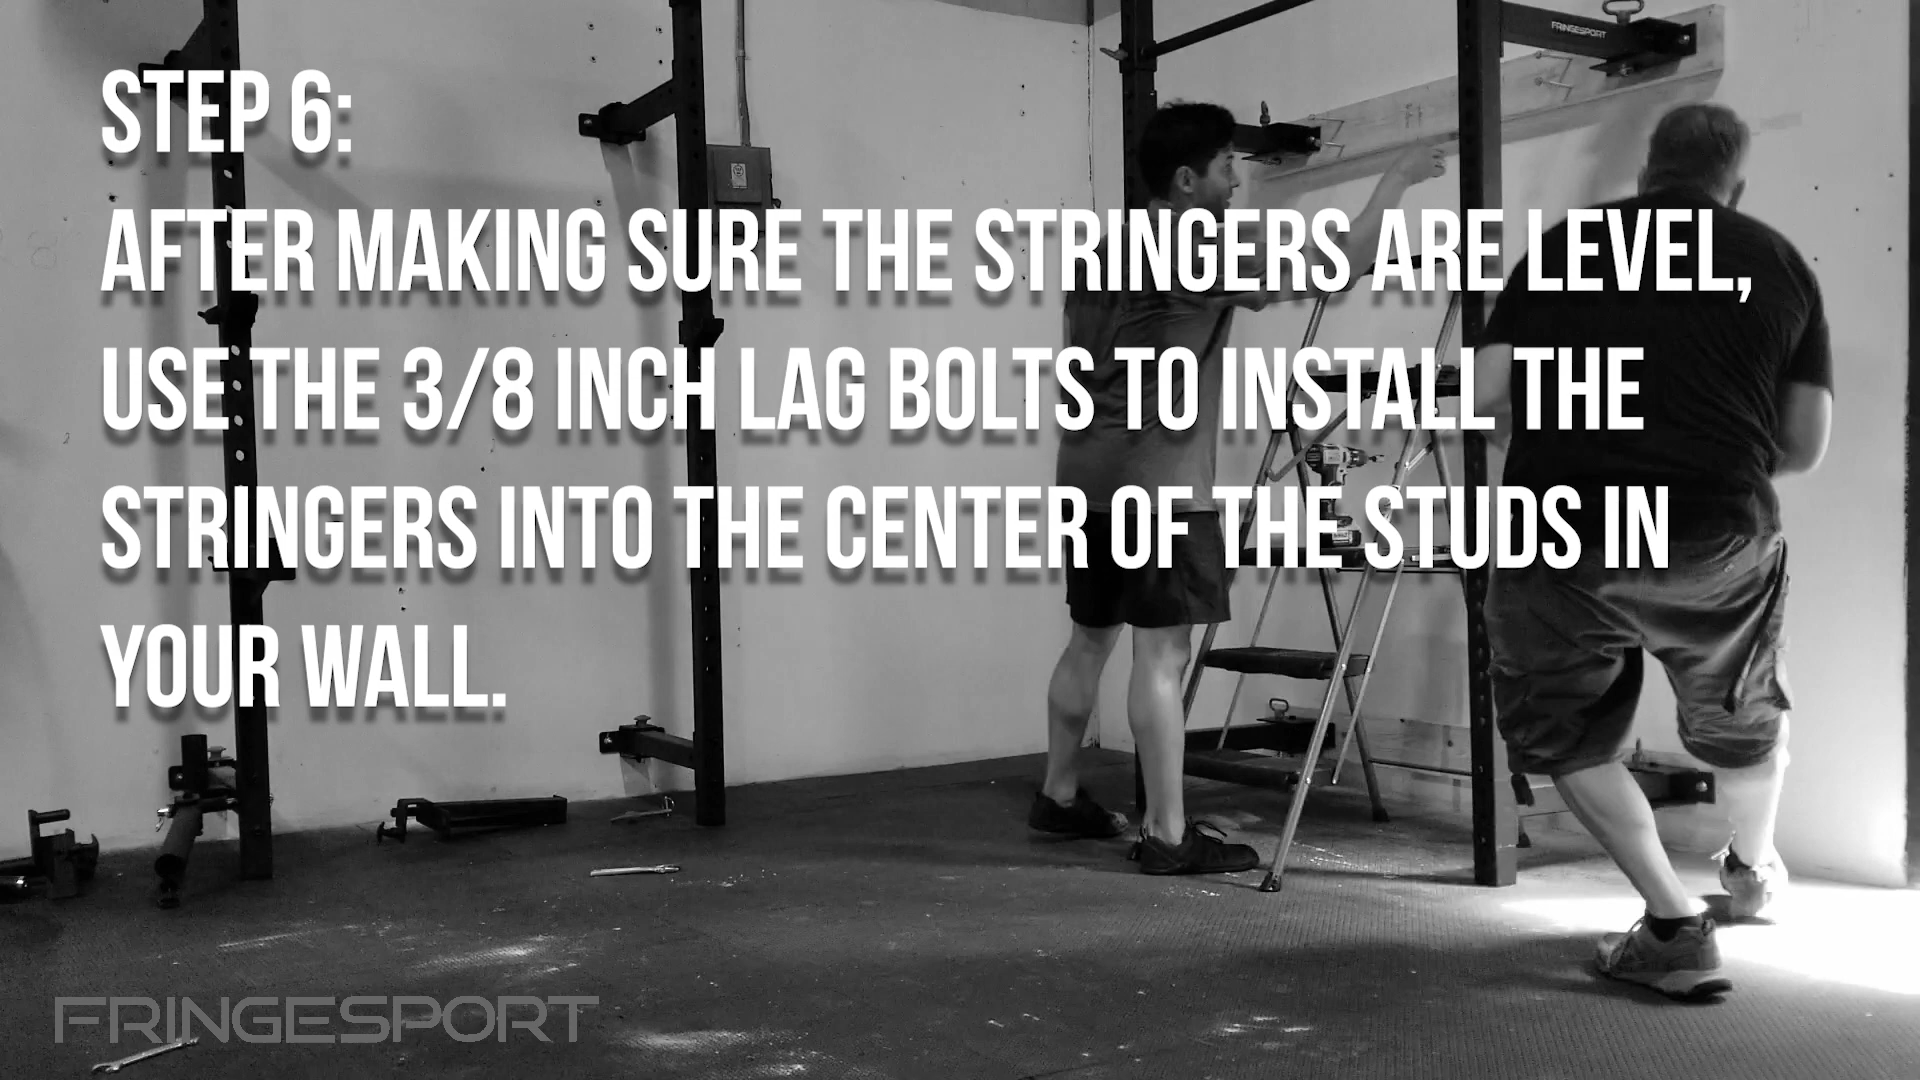 FRINGESPORT
STEP 6:
AFTER MAKING SURE THE STRINGERS ARE LEVEL,
USE THE 3/8 INCH LAG BOLTS TO INSTALL THE
STRINGERS INTO THE CENTER OF THE STUDS IN
YOUR WALL.
FRINGESPORT